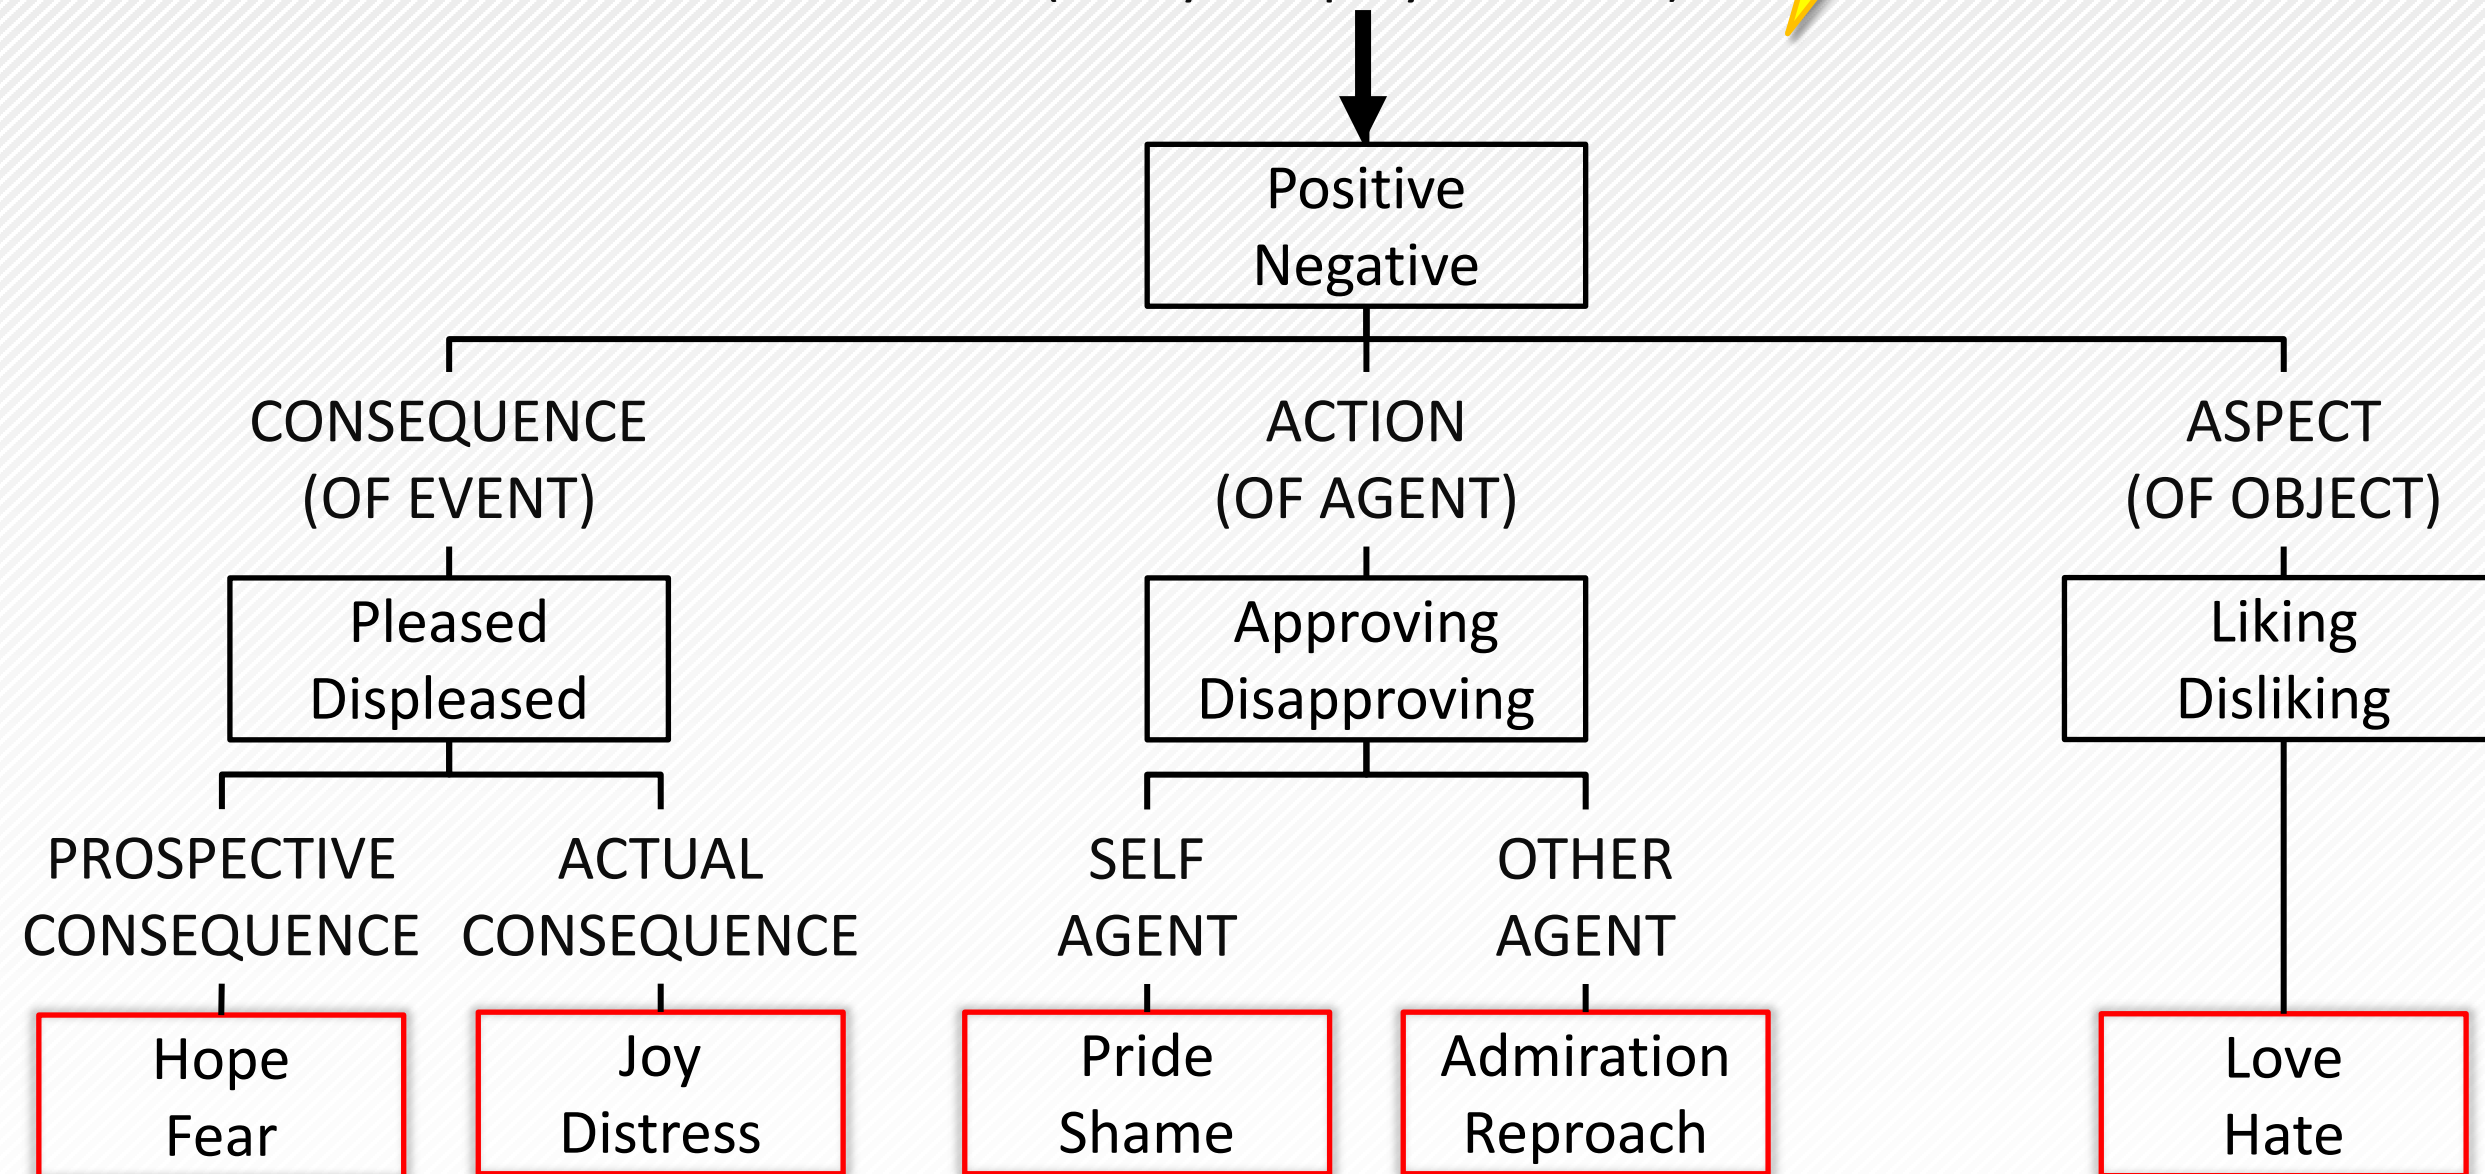 Positive
Negative
CONSEQUENCE
(OF EVENT)
ACTION
(OF AGENT)
ASPECT
(OF OBJECT)
Pleased
Displeased
Approving
Disapproving
Liking
Disliking
PROSPECTIVE
CONSEQUENCE
ACTUAL
CONSEQUENCE
SELF
AGENT
OTHER
AGENT
Hope
Fear
Joy
Distress
Pride
Shame
Admiration
Reproach
Love
Hate